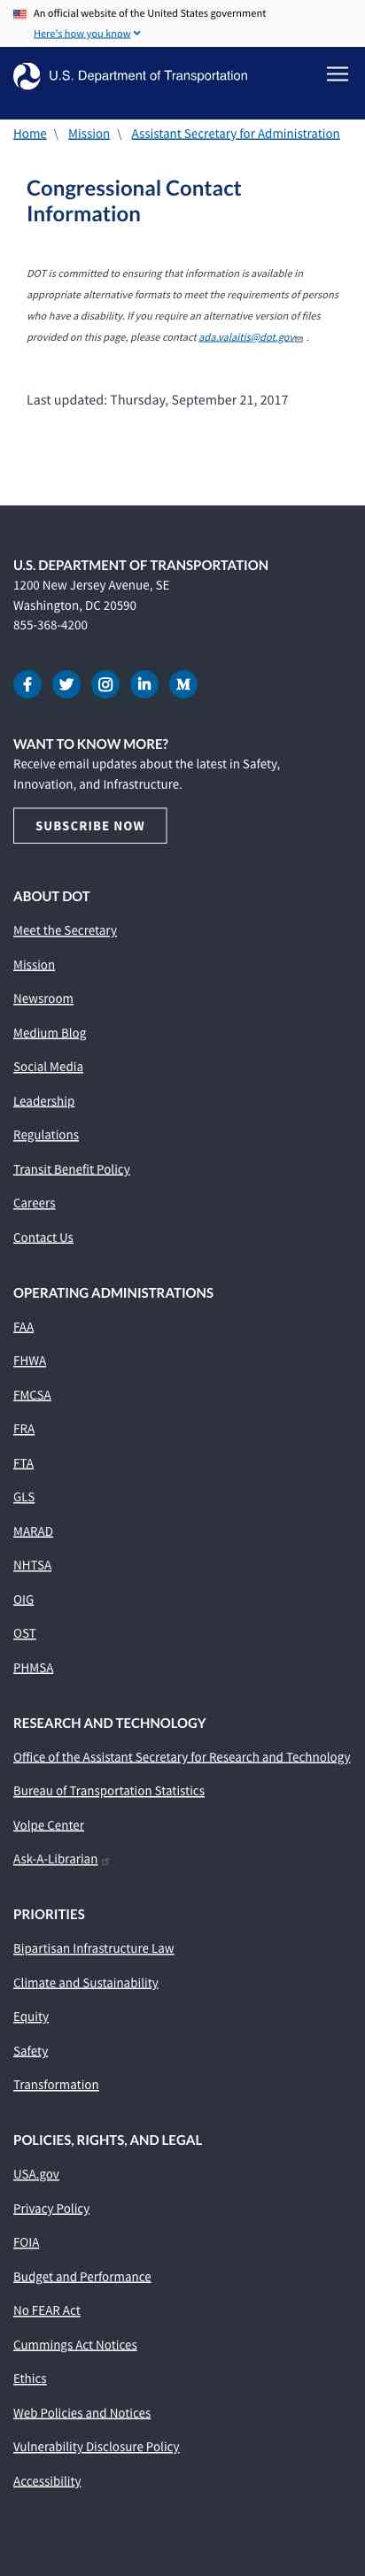 An official website of the United States government
Here's how you know
U.S. Department of Transportation
Home \ Mission \ Assistant Secretary for Administration
Congressional Contact
Information
DOT is committed to ensuring that information is available in
appropriate alternative formats to meet the requirements of persons
who have a disability. If you require an alternative version of files
provided on this page, please contact ada.valaitis@dot.gov .
Last updated: Thursday, September 21, 2017
U.S. DEPARTMENT OF TRANSPORTATION
1200 New Jersey Avenue, SE
Washington, DC 20590
855-368-4200
WANT TO KNOW MORE?
Receive email updates about the latest in Safety,
Innovation, and Infrastructure.
SUBSCRIBE NOW
ABOUT DOT
Meet the Secretary
Mission
Newsroom
Medium Blog
Social Media
Leadership
Regulations
Transit Benefit Policy
Careers
Contact Us
OPERATING ADMINISTRATIONS
FAA
FHWA
FMCSA
FRA
FTA
GLS
MARAD
NHTSA
OIG
OST
PHMSA
RESEARCH AND TECHNOLOGY
Office of the Assistant Secretary for Research and Technology
Bureau of Transportation Statistics
Volpe Center
Ask-A-Librarian
PRIORITIES
Bipartisan Infrastructure Law
Climate and Sustainability
Equity
Safety
Transformation
POLICIES, RIGHTS, AND LEGAL
USA.gov
Privacy Policy
FOIA
Budget and Performance
No FEAR Act
Cummings Act Notices
Ethics
Web Policies and Notices
Vulnerability Disclosure Policy
Accessibility